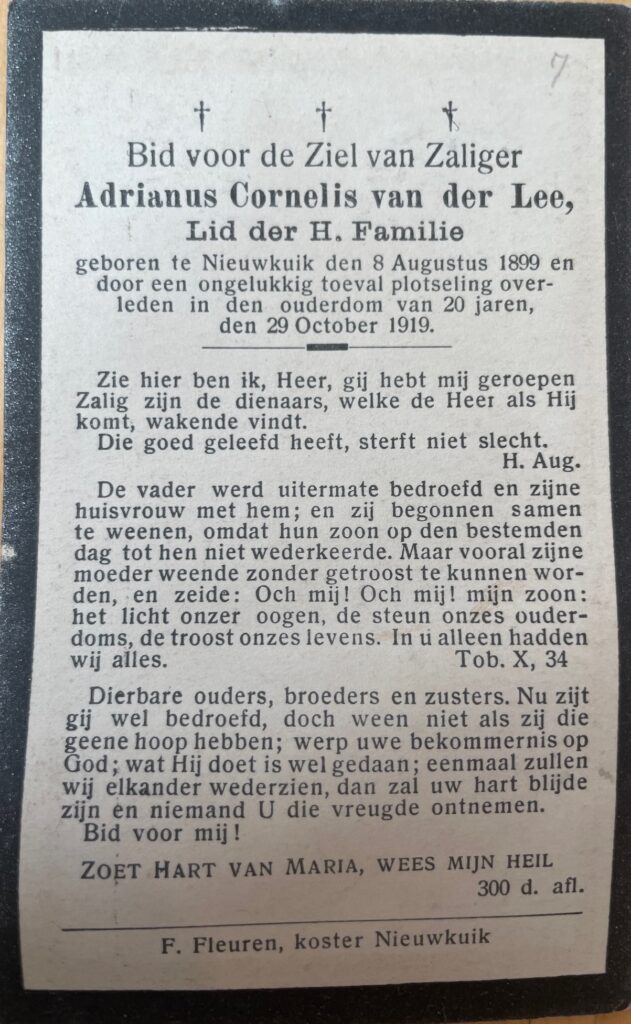 7
† † †
Bid voor de Ziel van Zaliger
Adrianus Cornelis van der Lee,
Lid der H. Familie
geboren te Nieuwkuik den 8 Augustus 1899 en
door een ongelukkig toeval plotseling over-
leden in den ouderdom van 20 jaren,
den 29 October 1919.
Zie hier ben ik, Heer, gij hebt mij geroepen
Zalig zijn de dienaars, welke de Heer als Hij
komt, wakende vindt.
Die goed geleefd heeft, sterft niet slecht.
H. Aug.
De vader werd uitermate bedroefd en zijne
huisvrouw met hem; en zij begonnen samen
te weenen, omdat hun zoon op den bestemden
dag tot hen niet wederkeerde. Maar vooral zijne
moeder weende zonder getroost te kunnen wor-
den, en zeide: Och mij! Och mij! mijn zoon:
het licht onzer oogen, de steun onzes ouder-
doms, de troost onzes levens. In u alleen hadden
wij alles. Tob. X, 34
Dierbare ouders, broeders en zusters. Nu zijt
gij wel bedroefd, doch ween niet als zij die
geene hoop hebben; werp uwe bekommernis op
God; wat Hij doet is wel gedaan; eenmaal zullen
wij elkander wederzien, dan zal uw hart blijde
zijn en niemand U die vreugde ontnemen.
Bid voor mij!
ZOET HART VAN MARIA, WEES MIJN HEIL
300 d. afl.
F. Fleuren, koster Nieuwkuik